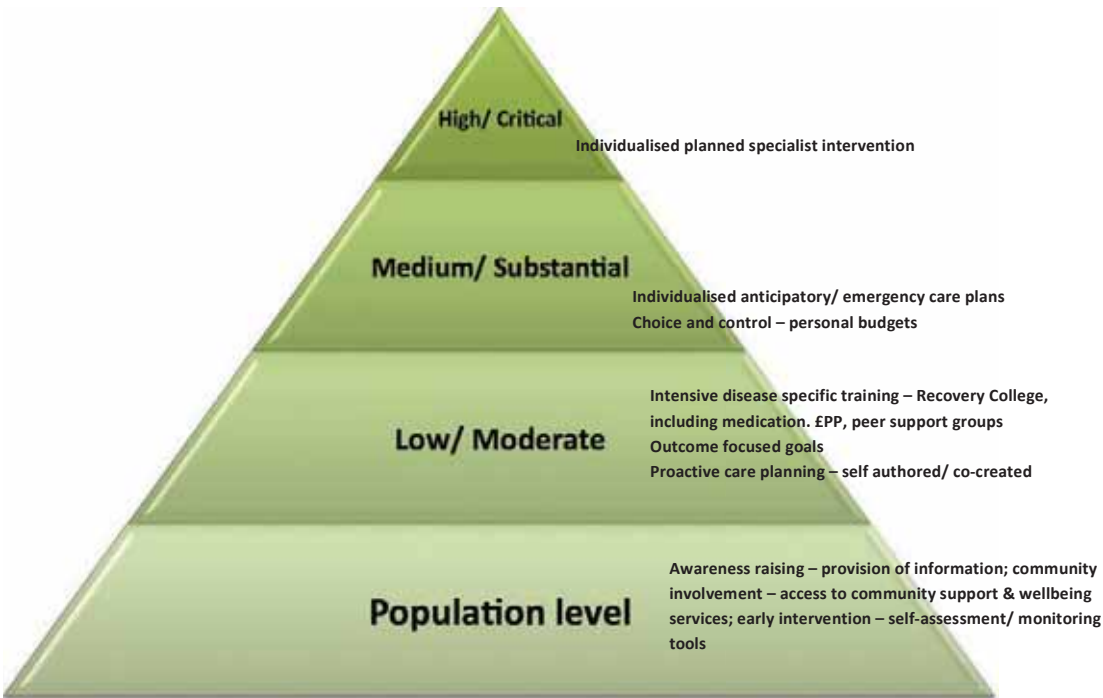 High/ Critical
Individualised planned specialist intervention
Medium/ Substantial
Individualised anticipatory/ emergency care plans
Choice and control – personal budgets
Low/ Moderate
Intensive disease specific training – Recovery College,
including medication. £PP, peer support groups
Outcome focused goals
Proactive care planning – self authored/ co-created
Population level
Awareness raising – provision of information; community
involvement – access to community support & wellbeing
services; early intervention – self-assessment/ monitoring
tools